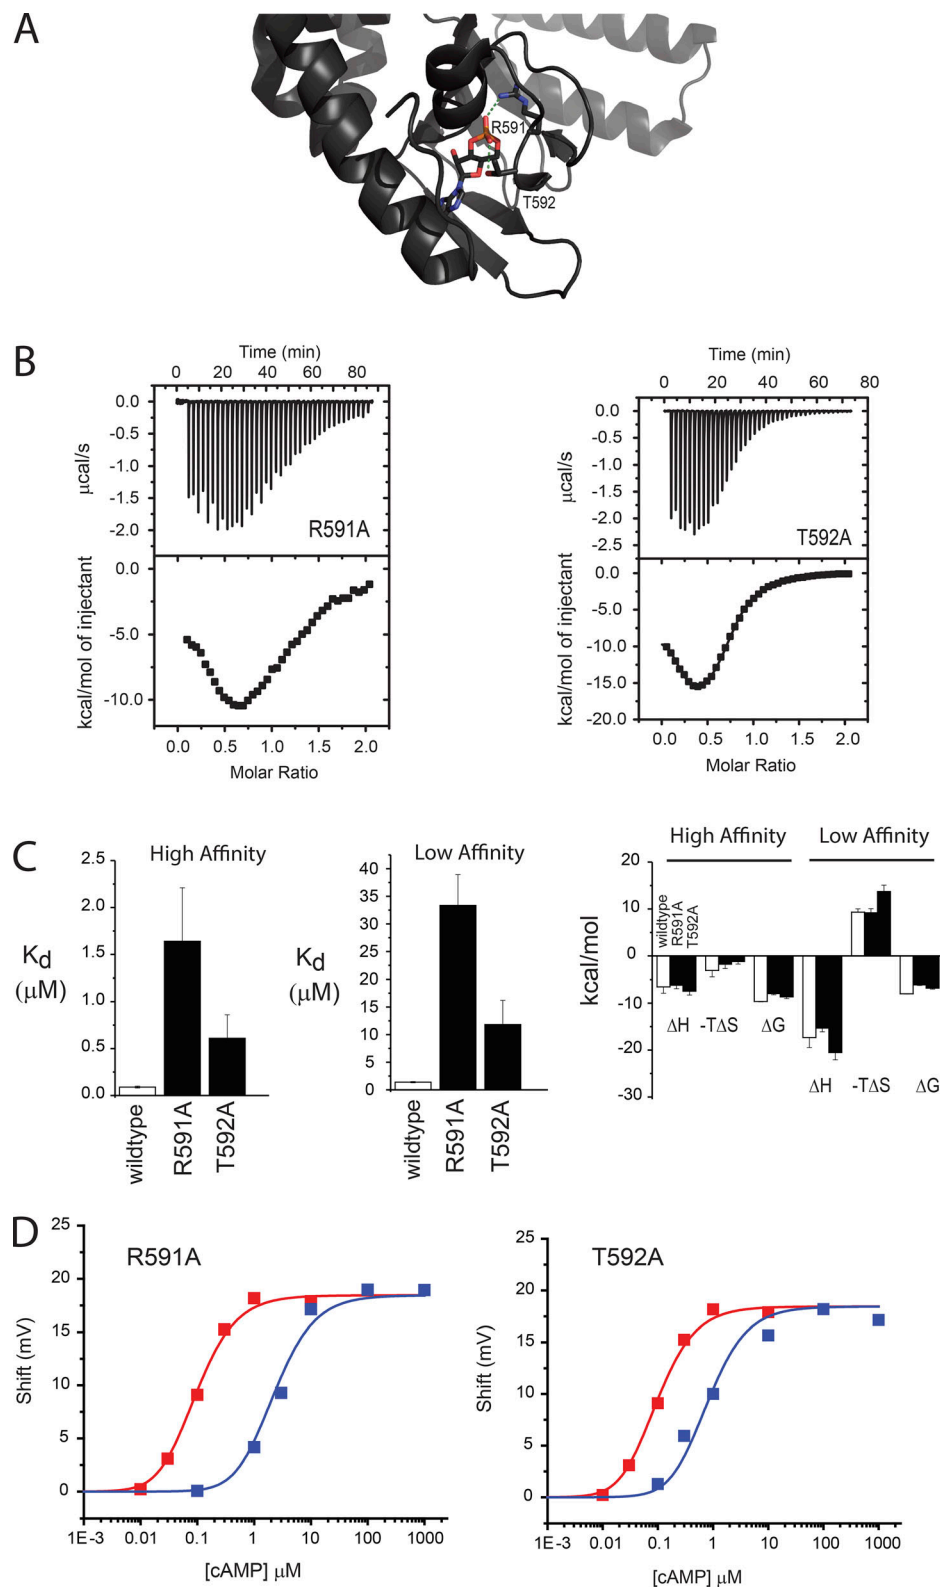 A
R591
T592
B
Time (min)
0 20 40 60 80
0.0
-0.5
-1.0
-1.5
-2.0
μcal/s
R591A
0.0
-5.0
-10.0
kcal/mol of injectant
0.0 0.5 1.0 1.5 2.0
Molar Ratio
Time (min)
0 20 40 60 80
0.0
-0.5
-1.0
-1.5
-2.0
-2.5
μcal/s
T592A
0.0
-5.0
-10.0
-15.0
-20.0
kcal/mol of injectant
0.0 0.5 1.0 1.5 2.0
Molar Ratio
C
High Affinity
2.5
2.0
1.5
1.0
0.5
0.0
Kd
(μM)
wildtype
R591A
T592A
Low Affinity
40
35
30
25
20
15
10
5
0
Kd
(μM)
wildtype
R591A
T592A
High Affinity Low Affinity
20
10
0
-10
-20
-30
kcal/mol
wildtype
R591A
T592A
ΔH -TΔS ΔG
ΔH -TΔS ΔG
D
R591A
25
20
15
10
5
0
Shift (mV)
1E-3 0.01 0.1 1 10 100 1000
[cAMP] μM
T592A
25
20
15
10
5
0
Shift (mV)
1E-3 0.01 0.1 1 10 100 1000
[cAMP] μM